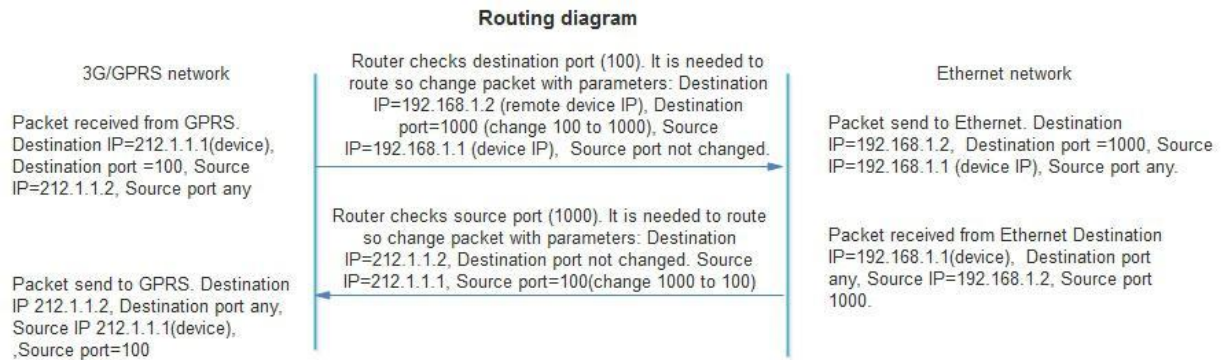 Routing diagram
3G/GPRS network
Packet received from GPRS.
Destination IP=212.1.1.1(device),
Destination port =100, Source
IP=212.1.1.2, Source port any
Packet send to GPRS. Destination
IP 212.1.1.2, Destination port any,
Source IP 212.1.1.1(device),
,Source port=100
Router checks destination port (100). It is needed to
route so change packet with parameters: Destination
IP=192.168.1.2 (remote device IP), Destination
port=1000 (change 100 to 1000), Source
IP=192.168.1.1 (device IP), Source port not changed.
Router checks source port (1000). It is needed to route
so change packet with parameters: Destination
IP=212.1.1.2, Destination port not changed. Source
IP=212.1.1.1, Source port=100(change 1000 to 100)
Ethernet network
Packet send to Ethernet. Destination
IP=192.168.1.2, Destination port =1000, Source
IP=192.168.1.1 (device IP), Source port any.
Packet received from Ethernet Destination
IP=192.168.1.1(device), Destination port
any, Source IP=192.168.1.2, Source port
1000.